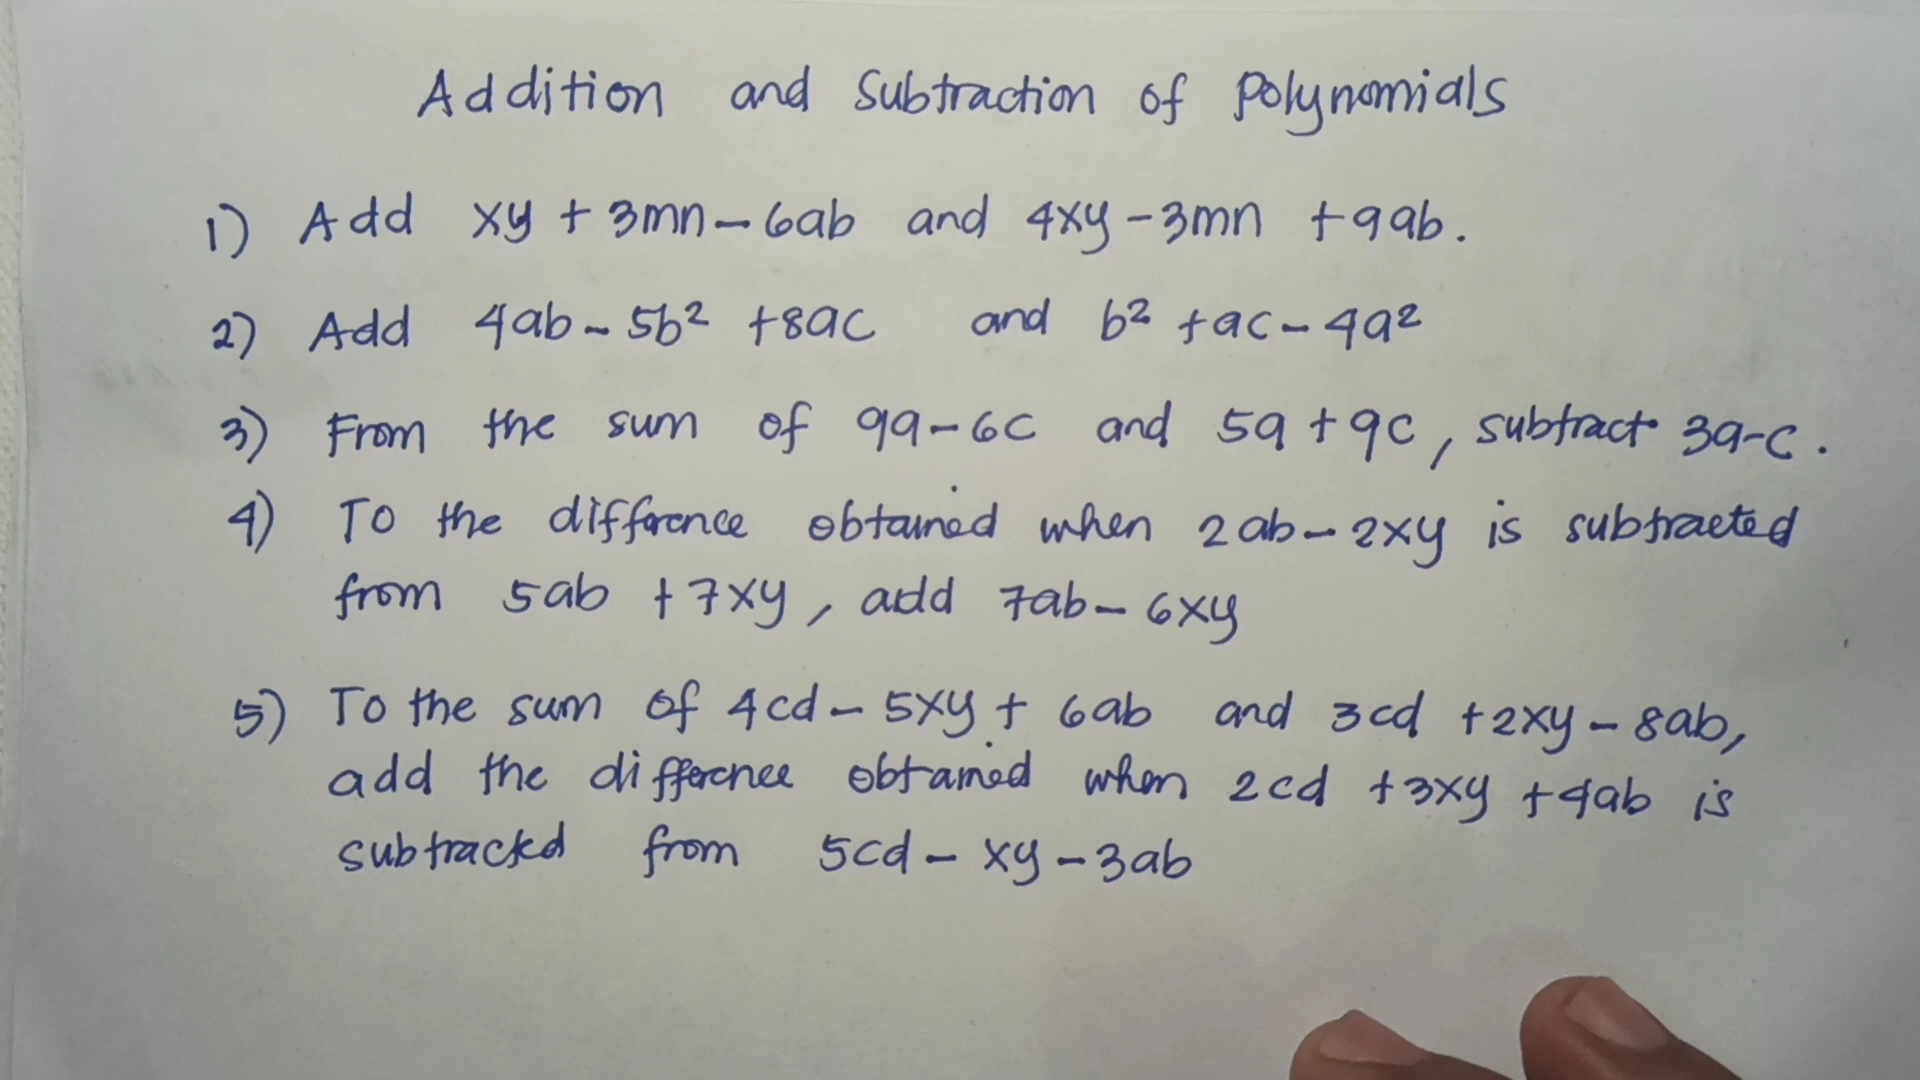 Addition and Subtraction of Polynomials
1) Add xy + 3mn - 6ab and 4xy - 3mn + 9ab.
2) Add 4ab - 5b² + 8ac and b² + ac - 4a²
3) From the sum of 9a - 6c and 5a + 9c, subtract 3a - c.
4) To the difference obtained when 2ab - 2xy is subtracted
from 5ab + 7xy, add 7ab - 6xy
5) To the sum of 4cd - 5xy + 6ab and 3cd + 2xy - 8ab,
add the difference obtained when 2cd + 3xy + 4ab is
subtracted from 5cd - xy - 3ab